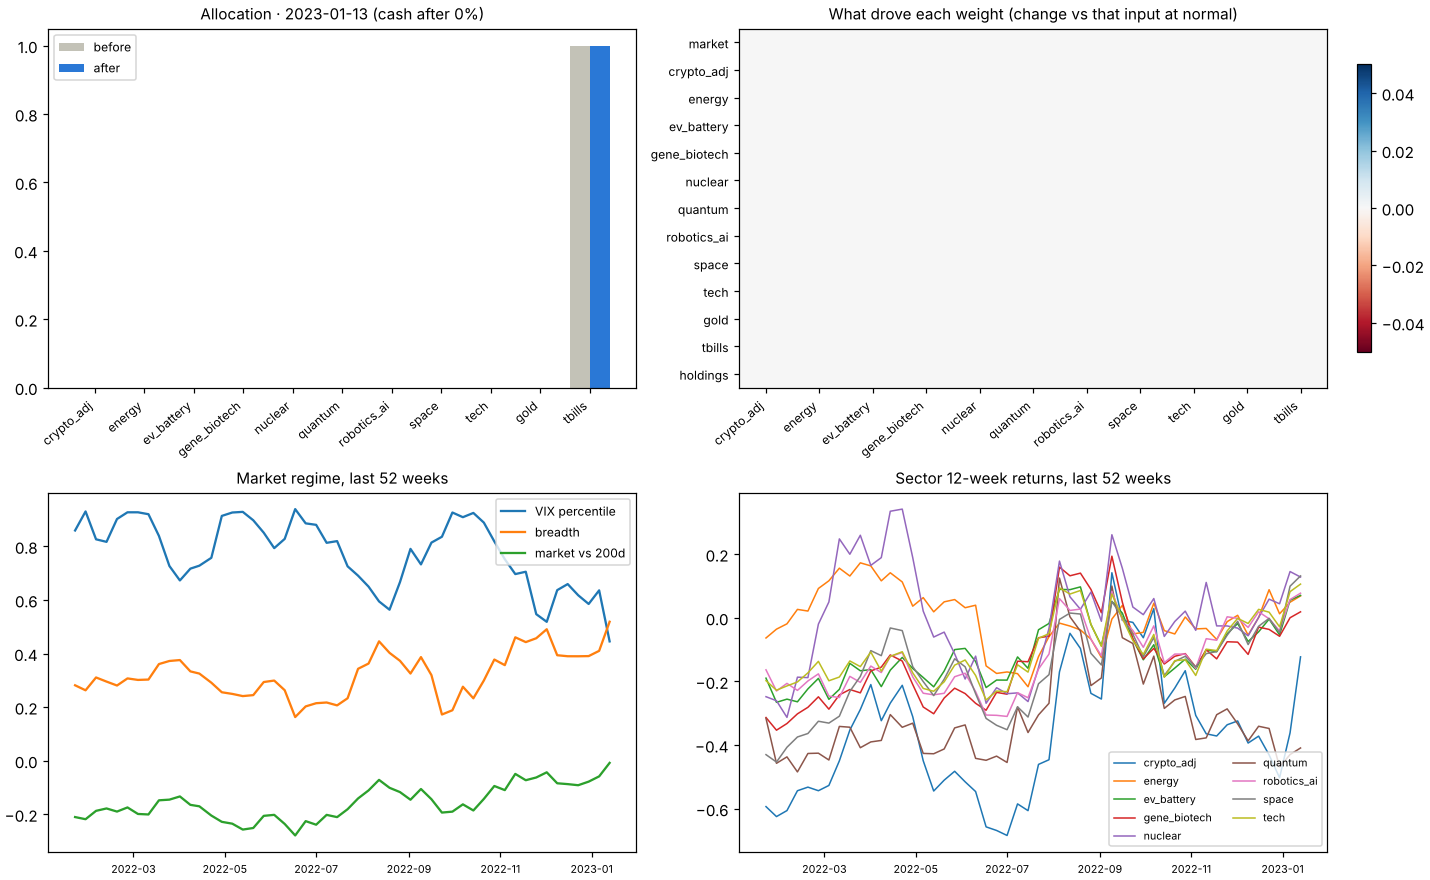 Allocation · 2023-01-13 (cash after 0%)
before
after
1.0
0.8
0.6
0.4
0.2
0.0
crypto_adj
energy
ev_battery
gene_biotech
nuclear
quantum
robotics_ai
space
tech
gold
tbills
What drove each weight (change vs that input at normal)
market
crypto_adj
energy
ev_battery
gene_biotech
nuclear
quantum
robotics_ai
space
tech
gold
tbills
holdings
crypto_adj
energy
ev_battery
gene_biotech
nuclear
quantum
robotics_ai
space
tech
gold
tbills
0.04
0.02
0.00
−0.02
−0.04
Market regime, last 52 weeks
VIX percentile
breadth
market vs 200d
0.8
0.6
0.4
0.2
0.0
−0.2
2022-03
2022-05
2022-07
2022-09
2022-11
2023-01
Sector 12-week returns, last 52 weeks
0.2
0.0
−0.2
−0.4
−0.6
crypto_adj
energy
ev_battery
gene_biotech
nuclear
quantum
robotics_ai
space
tech
2022-03
2022-05
2022-07
2022-09
2022-11
2023-01